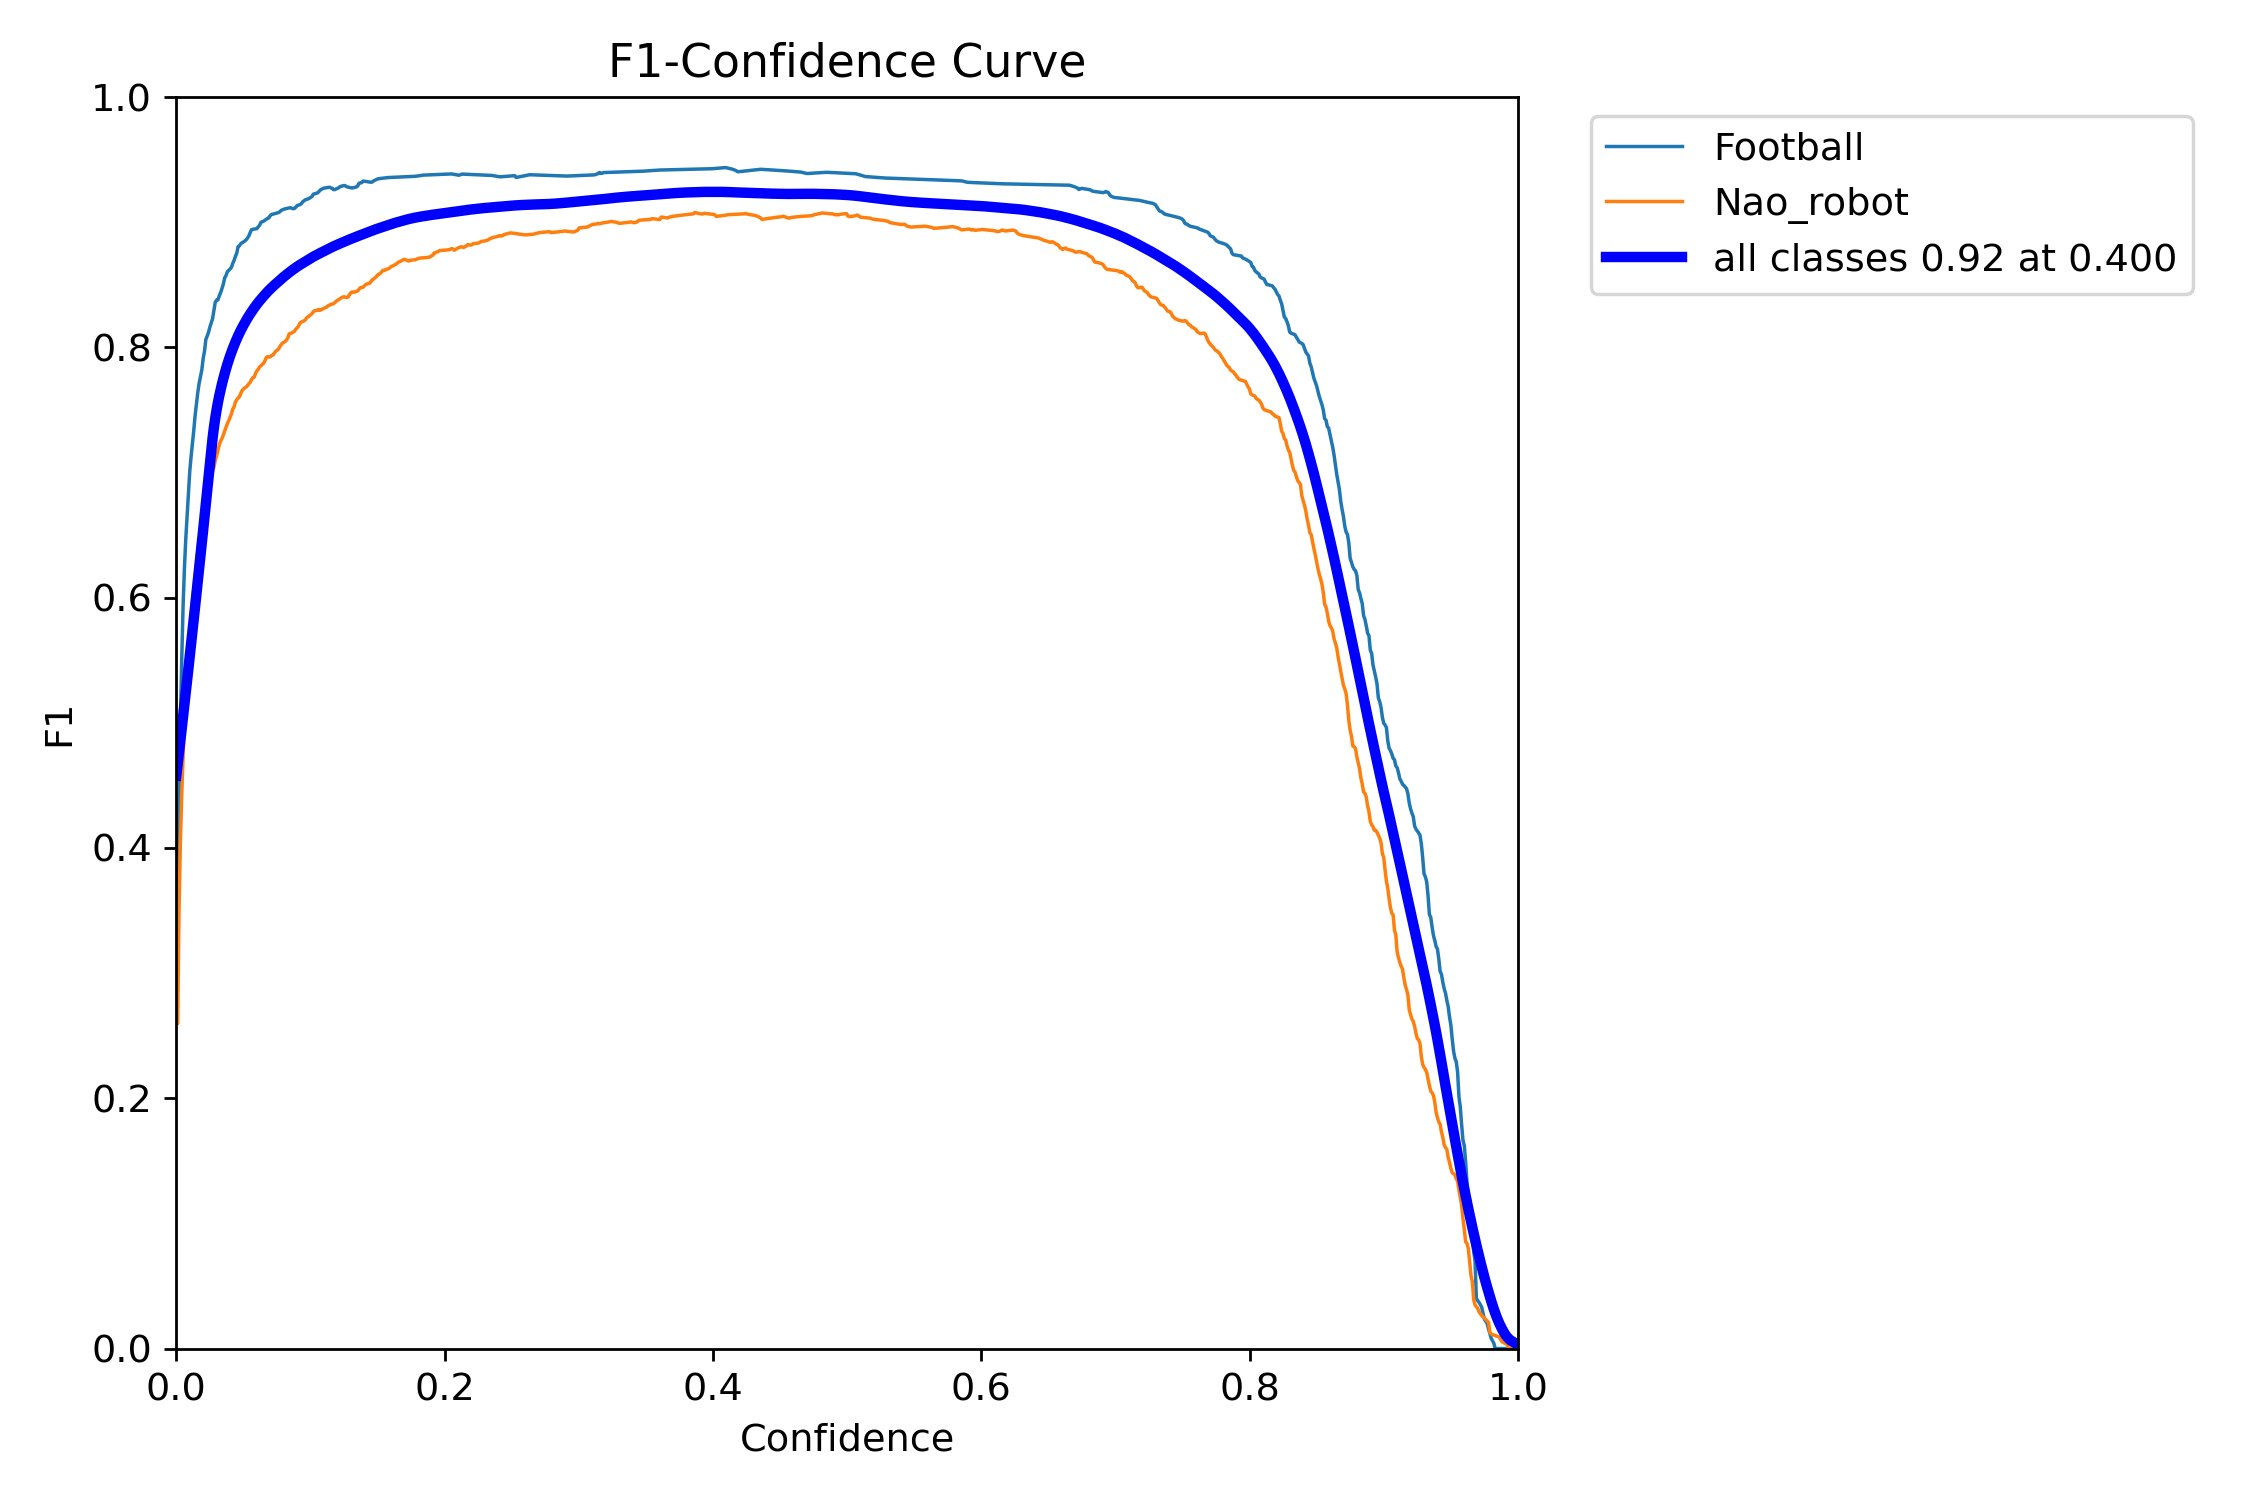 F1-Confidence Curve
1.0
0.8
0.6
0.4
0.2
0.0
F1
0.0 0.2 0.4 0.6 0.8 1.0
Confidence
Football
Nao_robot
all classes 0.92 at 0.400